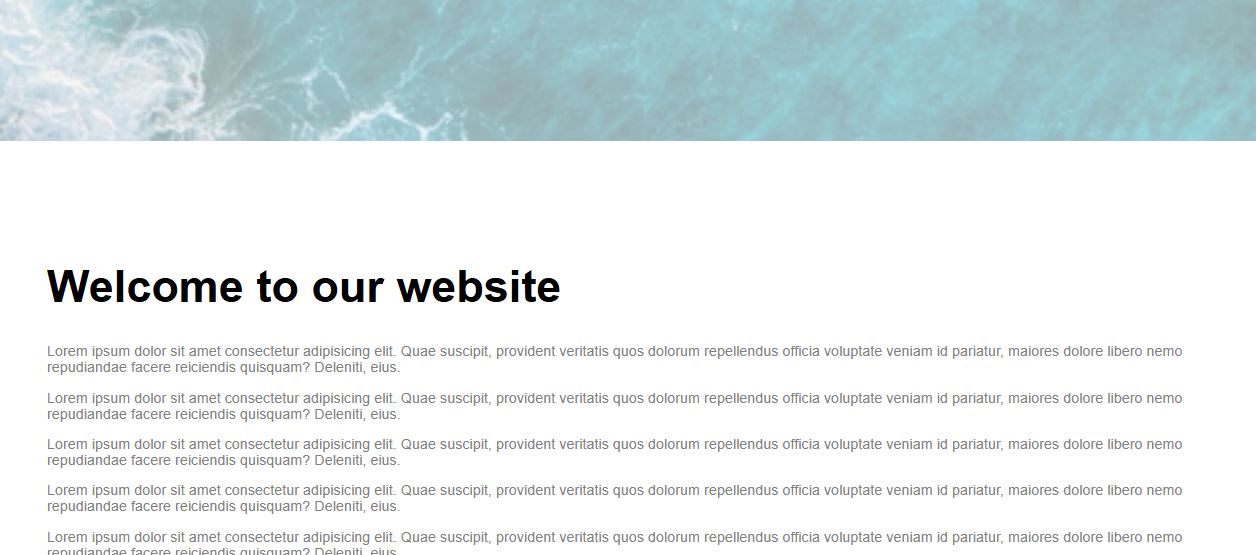 Welcome to our website
Lorem ipsum dolor sit amet consectetur adipisicing elit. Quae suscipit, provident veritatis quos dolorum repellendus officia voluptate veniam id pariatur, maiores dolore libero nemo
repudiandae facere reiciendis quisquam? Deleniti, eius.
Lorem ipsum dolor sit amet consectetur adipisicing elit. Quae suscipit, provident veritatis quos dolorum repellendus officia voluptate veniam id pariatur, maiores dolore libero nemo
repudiandae facere reiciendis quisquam? Deleniti, eius.
Lorem ipsum dolor sit amet consectetur adipisicing elit. Quae suscipit, provident veritatis quos dolorum repellendus officia voluptate veniam id pariatur, maiores dolore libero nemo
repudiandae facere reiciendis quisquam? Deleniti, eius.
Lorem ipsum dolor sit amet consectetur adipisicing elit. Quae suscipit, provident veritatis quos dolorum repellendus officia voluptate veniam id pariatur, maiores dolore libero nemo
repudiandae facere reiciendis quisquam? Deleniti, eius.
Lorem ipsum dolor sit amet consectetur adipisicing elit. Quae suscipit, provident veritatis quos dolorum repellendus officia voluptate veniam id pariatur, maiores dolore libero nemo
repudiandae facere reiciendis quisquam? Deleniti, eius.